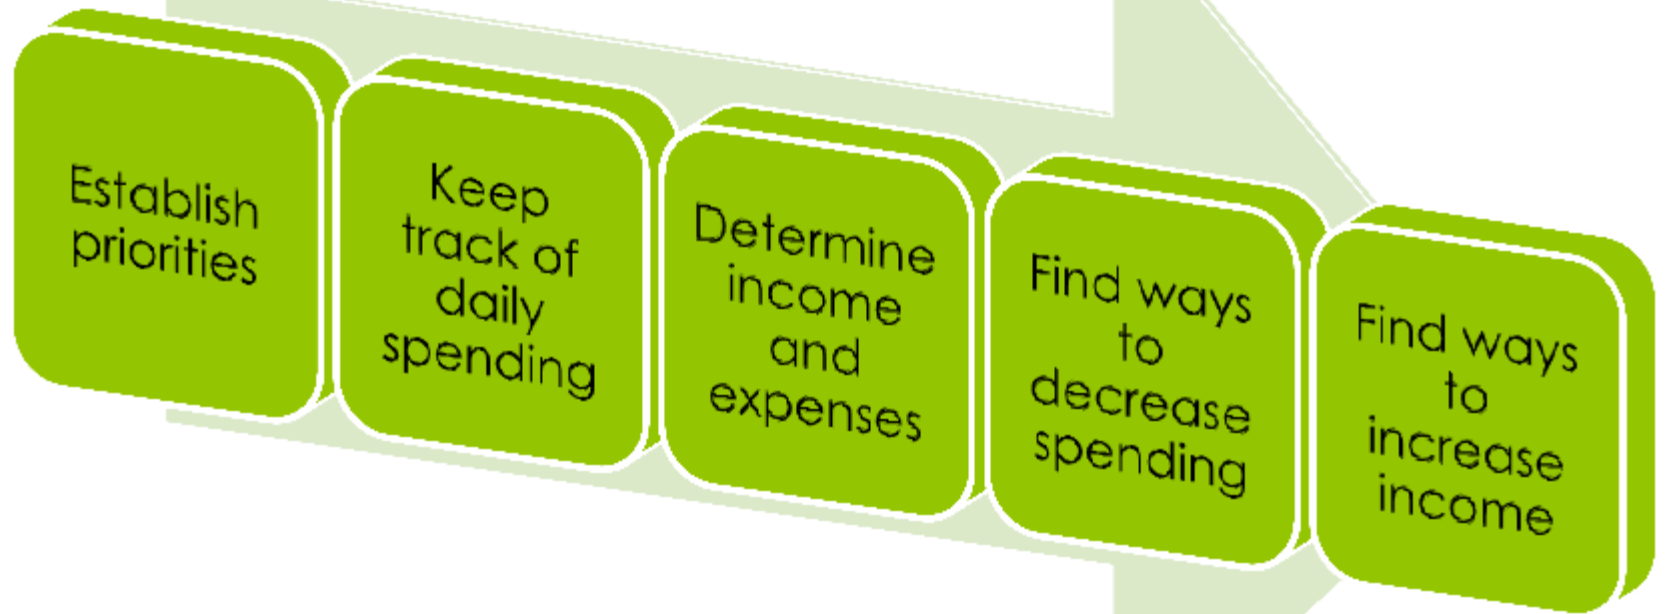 Establish
priorities
Keep
track of
daily
spending
Determine
income
and
expenses
Find ways
to
decrease
spending
Find ways
to
increase
income